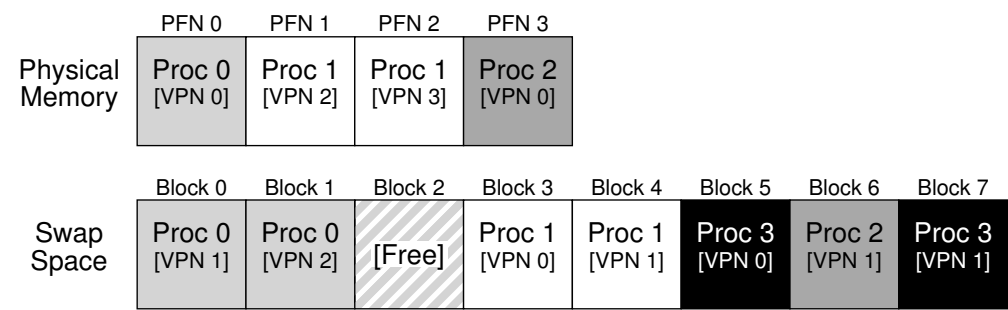 PFN 0 PFN 1 PFN 2 PFN 3
Physical Memory
Proc 0 Proc 1 Proc 1 Proc 2
[VPN 0] [VPN 2] [VPN 3] [VPN 0]
Block 0 Block 1 Block 2 Block 3 Block 4 Block 5 Block 6 Block 7
Swap Space
Proc 0 Proc 0 [Free] Proc 1 Proc 1 Proc 3 Proc 2 Proc 3
[VPN 1] [VPN 2] [VPN 0] [VPN 1] [VPN 0] [VPN 1] [VPN 1]